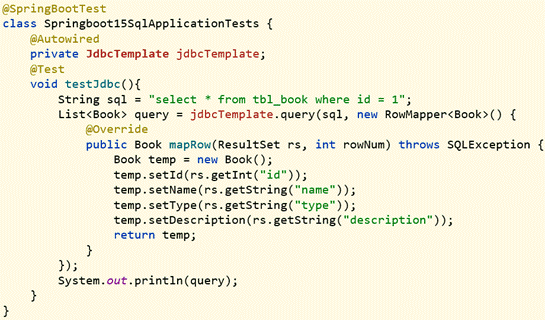 @SpringBootTest
class Springboot15SqlApplicationTests {
    @Autowired
    private JdbcTemplate jdbcTemplate;
    @Test
    void testJdbc(){
        String sql = "select * from tbl_book where id = 1";
        List<Book> query = jdbcTemplate.query(sql, new RowMapper<Book>() {
            @Override
            public Book mapRow(ResultSet rs, int rowNum) throws SQLException {
                Book temp = new Book();
                temp.setId(rs.getInt("id"));
                temp.setName(rs.getString("name"));
                temp.setType(rs.getString("type"));
                temp.setDescription(rs.getString("description"));
                return temp;
            }
        });
        System.out.println(query);
    }
}